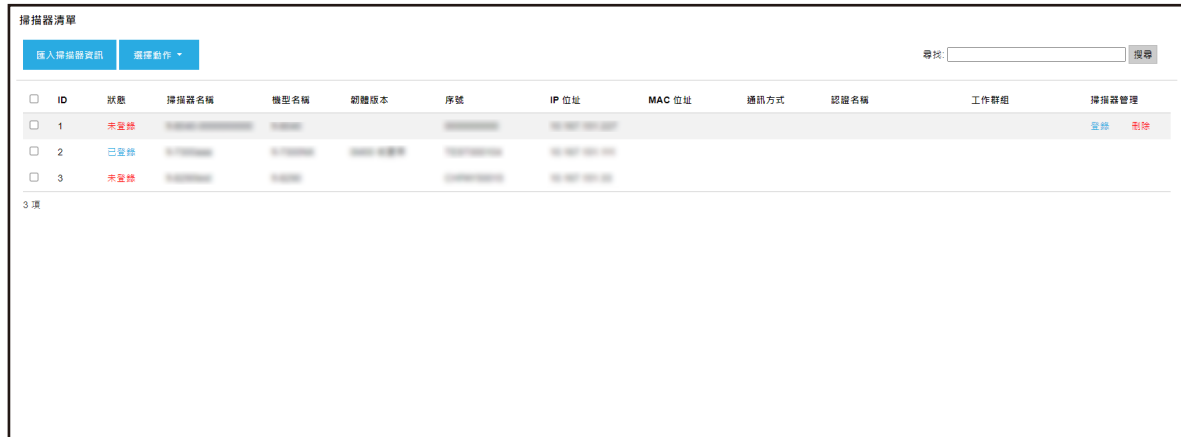 掃描器清單
匯入掃描器資訊 選擇動作 尋找: 搜尋
ID 狀態 掃描器名稱 機型名稱 韌體版本 序號 IP 位址 MAC 位址 通訊方式 認證名稱 工作群組 掃描器管理
1 未登錄 登錄 刪除
2 已登錄
3 未登錄
3 項